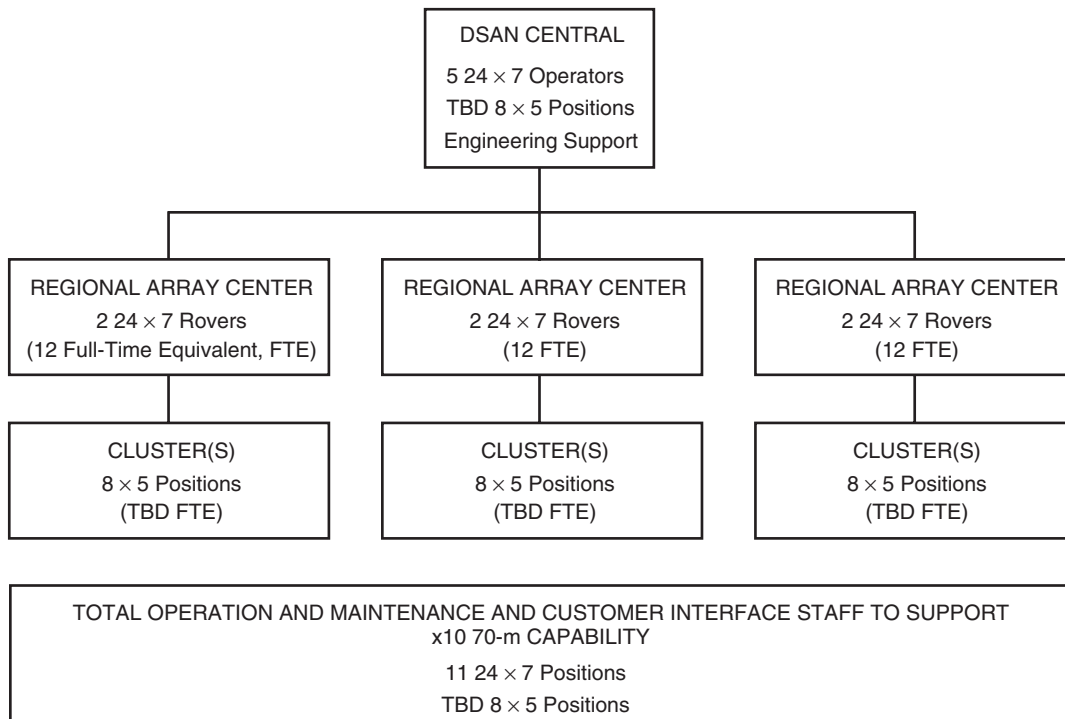 DSAN CENTRAL
5 24 × 7 Operators
TBD 8 × 5 Positions
Engineering Support
REGIONAL ARRAY CENTER
2 24 × 7 Rovers
(12 Full-Time Equivalent, FTE)
REGIONAL ARRAY CENTER
2 24 × 7 Rovers
(12 FTE)
REGIONAL ARRAY CENTER
2 24 × 7 Rovers
(12 FTE)
CLUSTER(S)
8 × 5 Positions
(TBD FTE)
CLUSTER(S)
8 × 5 Positions
(TBD FTE)
CLUSTER(S)
8 × 5 Positions
(TBD FTE)
TOTAL OPERATION AND MAINTENANCE AND CUSTOMER INTERFACE STAFF TO SUPPORT
x10 70-m CAPABILITY
11 24 × 7 Positions
TBD 8 × 5 Positions